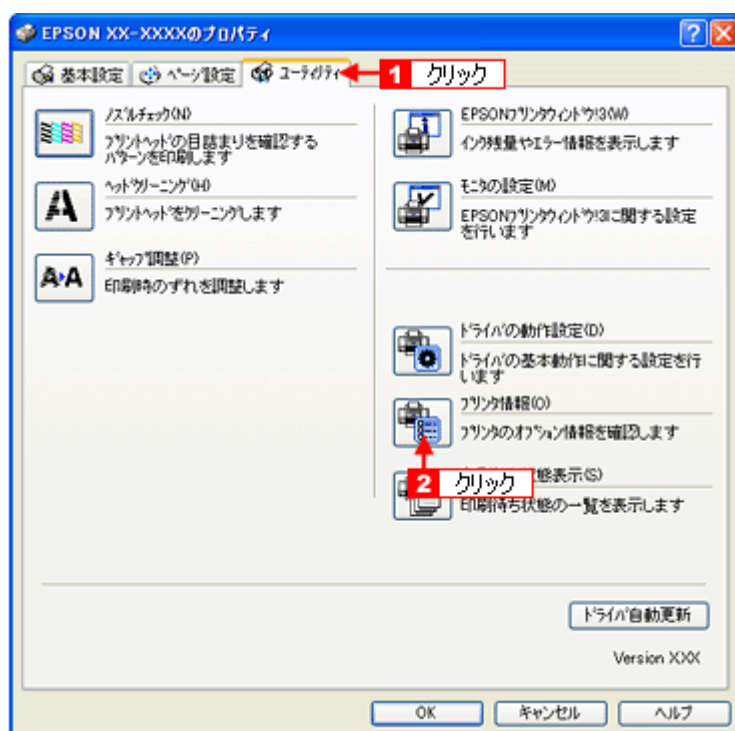 EPSON XX-XXXXのプロパティ
基本設定
ページ設定
ユーティリティ
1 クリック
ノズルチェック(N)
プリントヘッドの目詰まりを確認する
パターンを印刷します
ヘッドクリーニング(H)
プリントヘッドをクリーニングします
ギャップ調整(P)
印刷時のずれを調整します
EPSONプリンタウィンドウ!3(W)
インク残量やエラー情報を表示します
モニタの設定(M)
EPSONプリンタウィンドウ!3に関する設定
を行います
ドライバの動作設定(D)
ドライバの基本動作に関する設定を行
います
プリンタ情報(O)
プリンタのオプション情報を確認します
2 クリック
状態表示(S)
印刷待ち状態の一覧を表示します
ドライバ自動更新
Version XXX
OK
キャンセル
ヘルプ